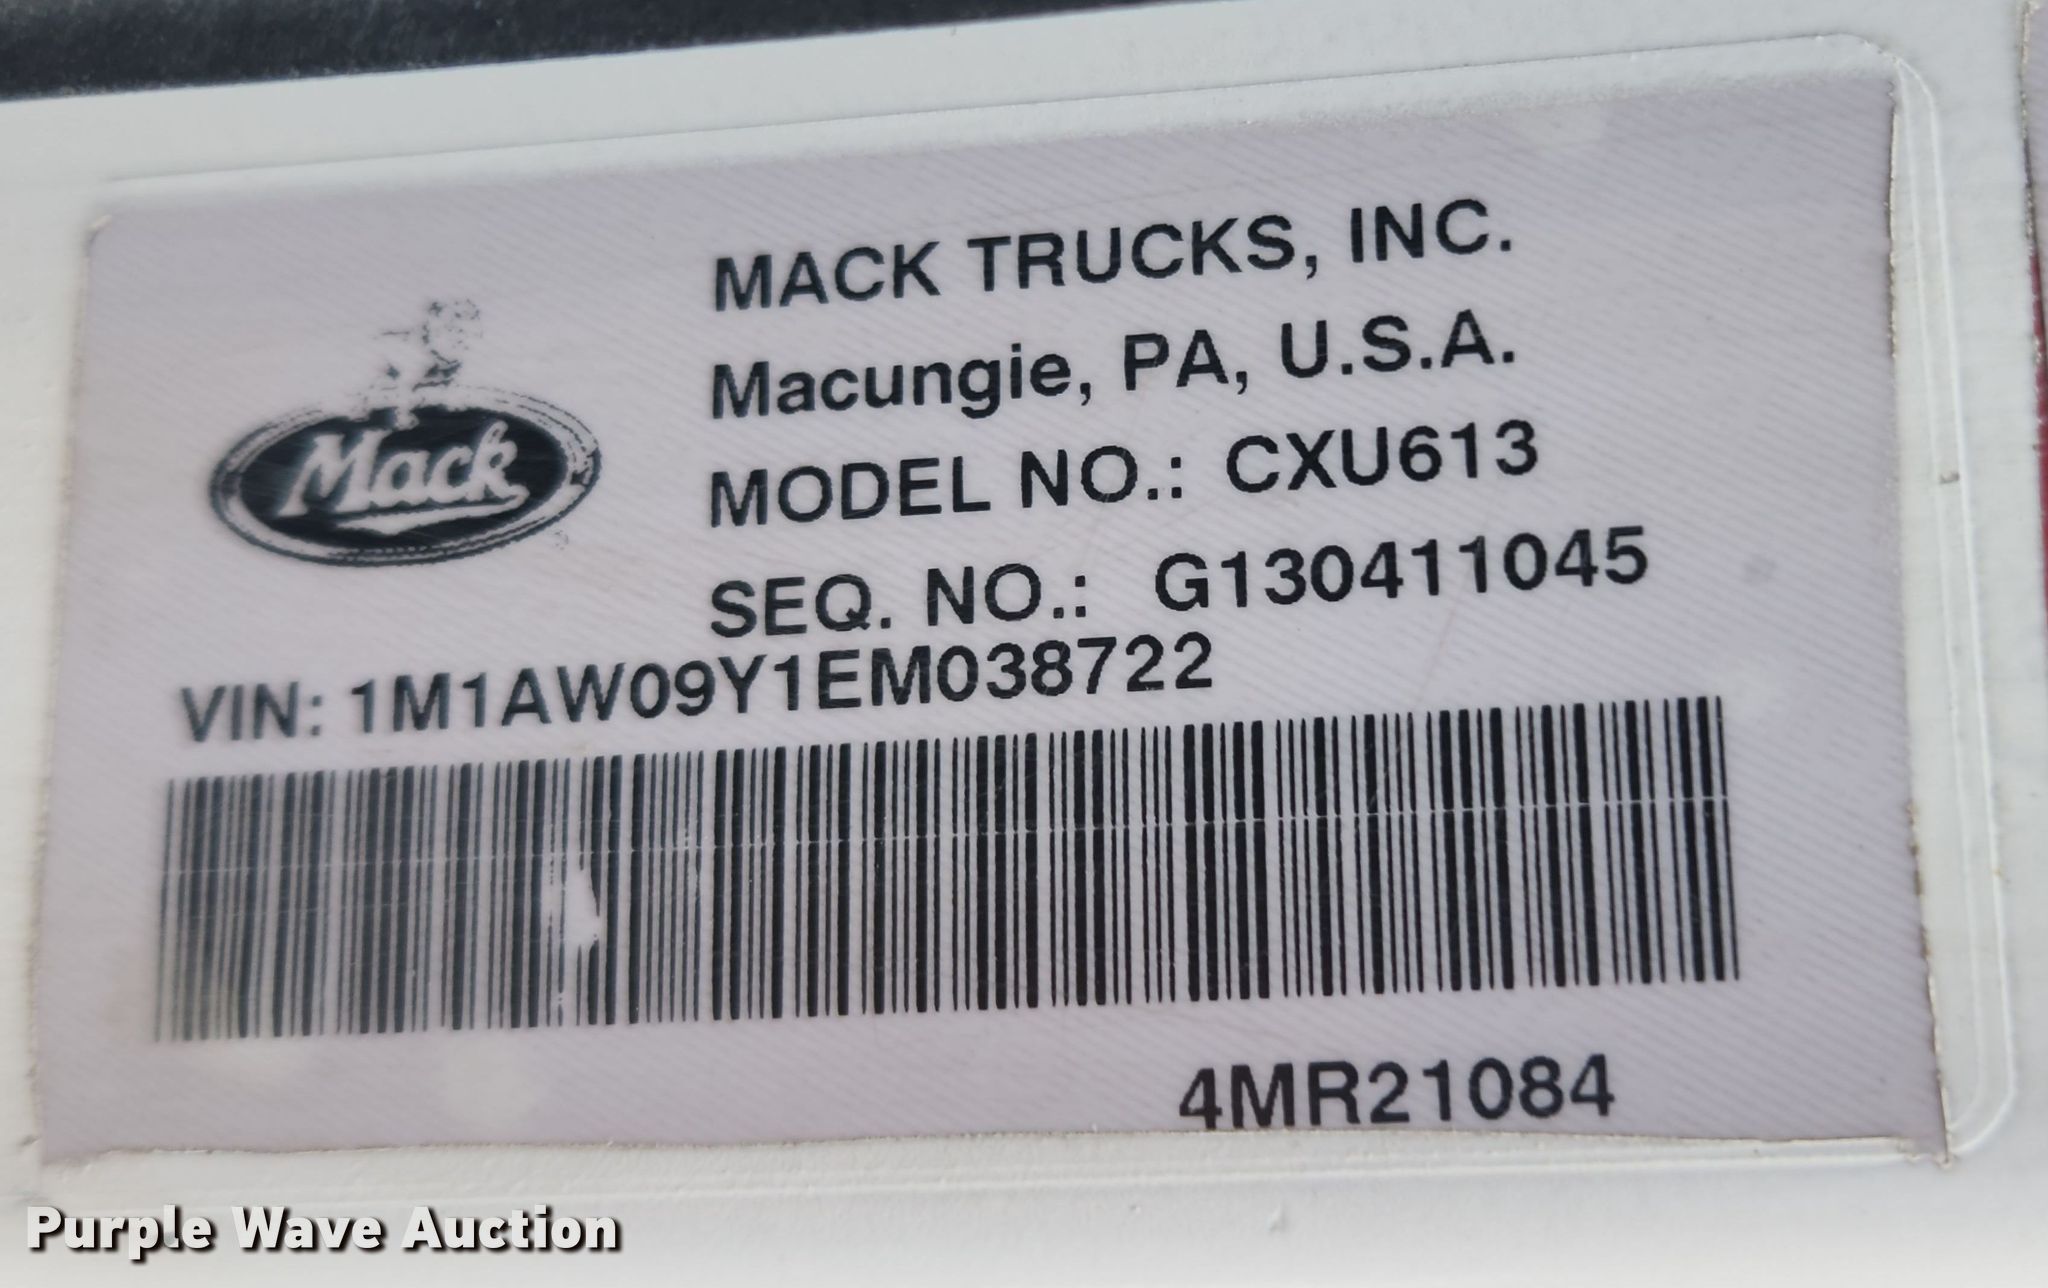 MACK TRUCKS, INC.
Macungie, PA, U.S.A.
Mack
MODEL NO.: CXU613
SEQ. NO.: G130411045
VIN: 1M1AW09Y1EM038722
4MR21084
Purple Wave Auction